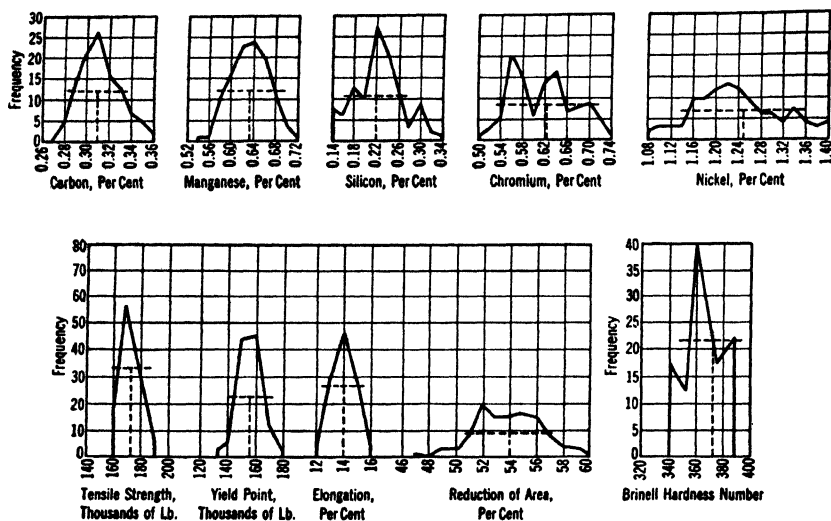 Frequency
30
25
20
15
10
5
0
0.26 0.28 0.30 0.32 0.34 0.36
Carbon, Per Cent
0.52 0.56 0.60 0.64 0.68 0.72
Manganese, Per Cent
0.14 0.18 0.22 0.26 0.30 0.34
Silicon, Per Cent
0.50 0.54 0.58 0.62 0.66 0.70 0.74
Chromium, Per Cent
1.08 1.12 1.16 1.20 1.24 1.28 1.32 1.36 1.40
Nickel, Per Cent
Frequency
80
70
60
50
40
30
20
10
0
140 160 180 200
Tensile Strength,
Thousands of Lb.
120 140 160 180
Yield Point,
Thousands of Lb.
12 14 16
Elongation,
Per Cent
46 48 50 52 54 56 58 60
Reduction of Area,
Per Cent
Frequency
40
35
30
25
20
15
10
5
0
320 340 360 380 400
Brinell Hardness Number